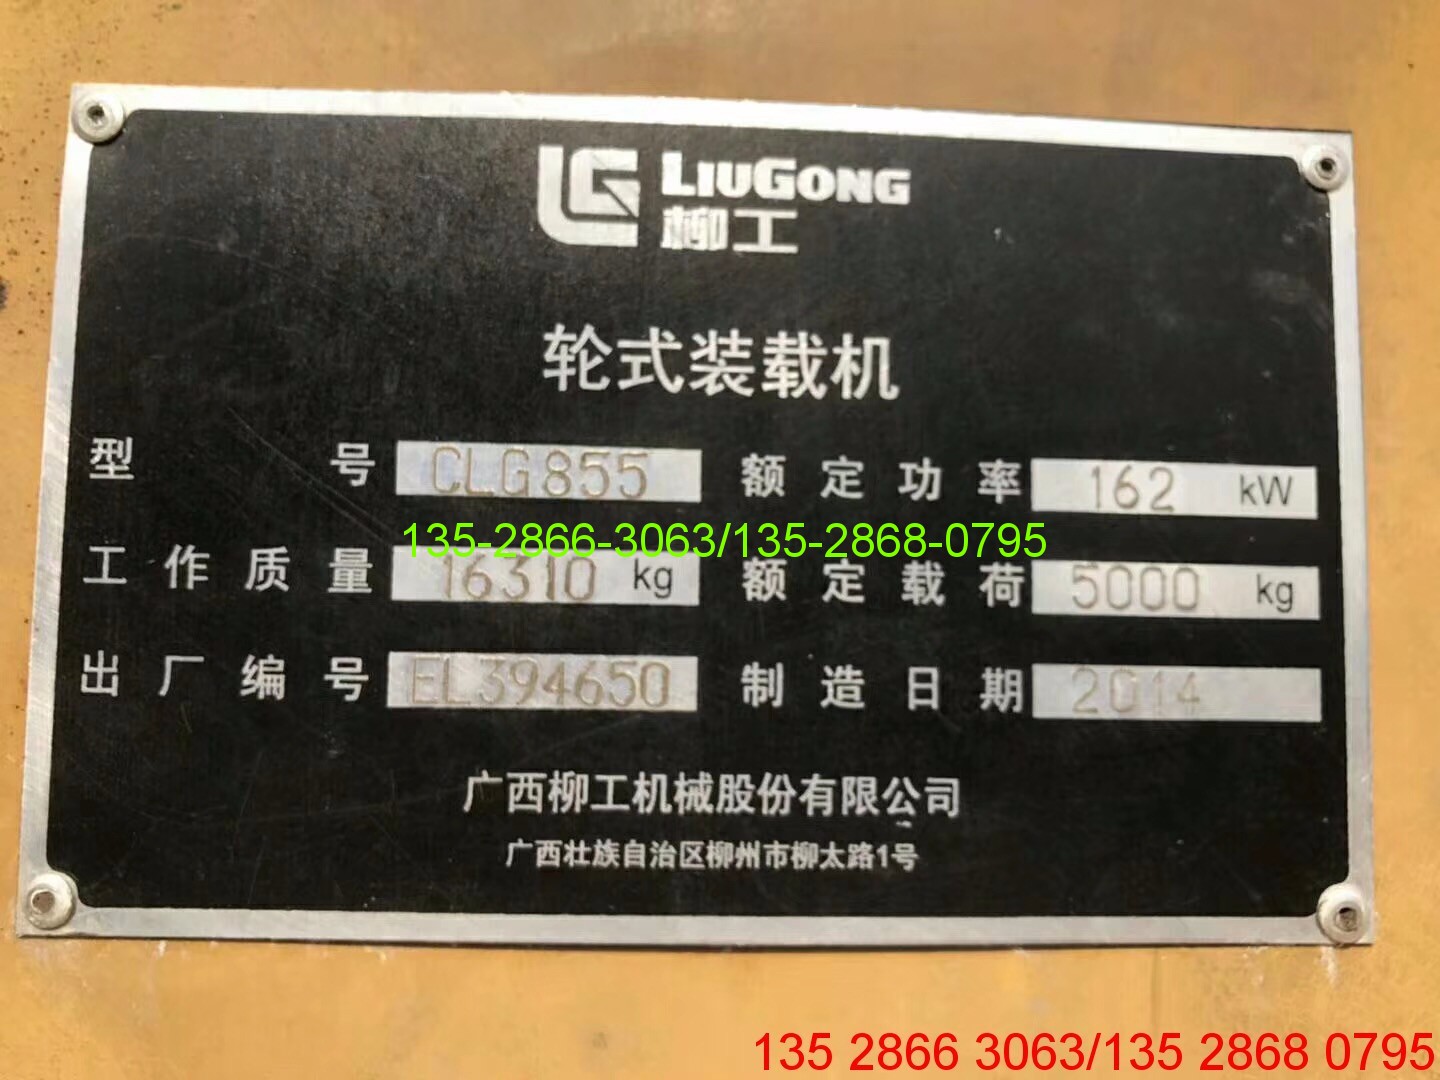 LG LIUGONG
柳工
轮式装载机
型号 CLG855 额定功率 162 kW
135-2866-3063/135-2868-0795
工作质量 16310 kg 额定载荷 5000 kg
出厂编号 EL394650 制造日期 2014
广西柳工机械股份有限公司
广西壮族自治区柳州市柳太路1号
135 2866 3063/135 2868 0795